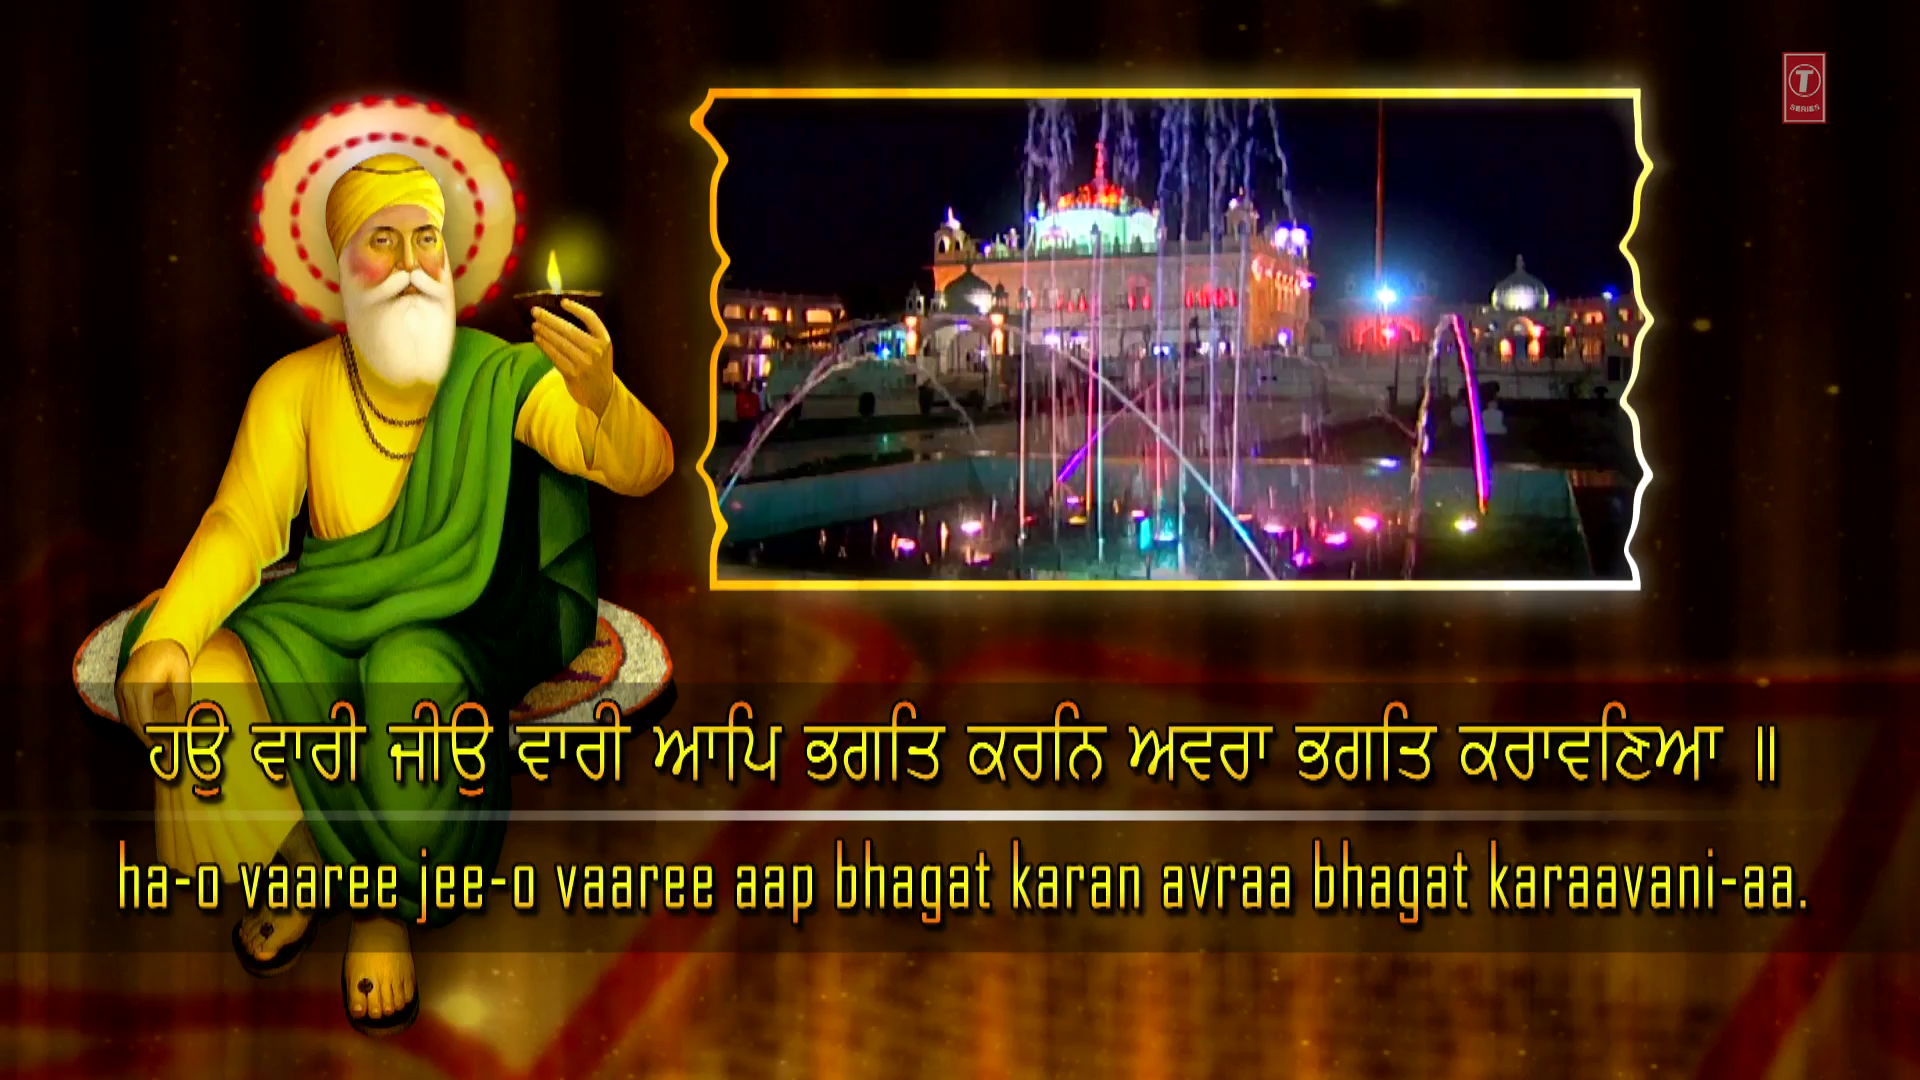 T
SERIES
ਹਉ ਵਾਰੀ ਜੀਉ ਵਾਰੀ ਆਪਿ ਭਗਤਿ ਕਰਨਿ ਅਵਰਾ ਭਗਤਿ ਕਰਾਵਣਿਆ ॥
ha-o vaaree jee-o vaaree aap bhagat karan avraa bhagat karaavani-aa.